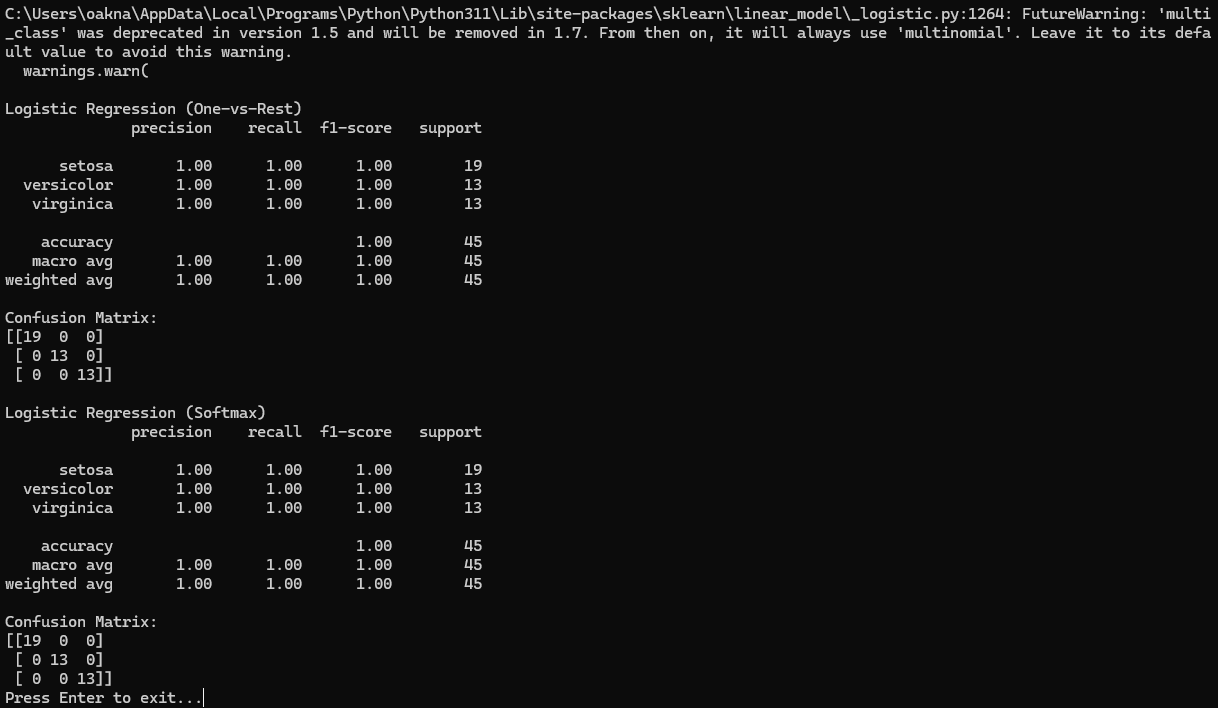 C:\Users\oakna\AppData\Local\Programs\Python\Python311\Lib\site-packages\sklearn\linear_model\_logistic.py:1264: FutureWarning: 'multi
_class' was deprecated in version 1.5 and will be removed in 1.7. From then on, it will always use 'multinomial'. Leave it to its defa
ult value to avoid this warning.
  warnings.warn(

Logistic Regression (One-vs-Rest)
              precision    recall  f1-score   support

      setosa       1.00      1.00      1.00        19
  versicolor       1.00      1.00      1.00        13
   virginica       1.00      1.00      1.00        13

    accuracy                           1.00        45
   macro avg       1.00      1.00      1.00        45
weighted avg       1.00      1.00      1.00        45

Confusion Matrix:
[[19  0  0]
 [ 0 13  0]
 [ 0  0 13]]

Logistic Regression (Softmax)
              precision    recall  f1-score   support

      setosa       1.00      1.00      1.00        19
  versicolor       1.00      1.00      1.00        13
   virginica       1.00      1.00      1.00        13

    accuracy                           1.00        45
   macro avg       1.00      1.00      1.00        45
weighted avg       1.00      1.00      1.00        45

Confusion Matrix:
[[19  0  0]
 [ 0 13  0]
 [ 0  0 13]]
Press Enter to exit...